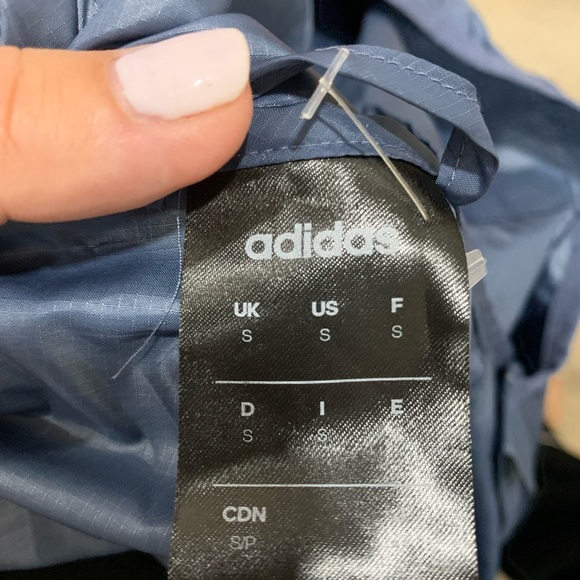 adidas
UK US F
S S S
D I E
S S
CDN
S/P